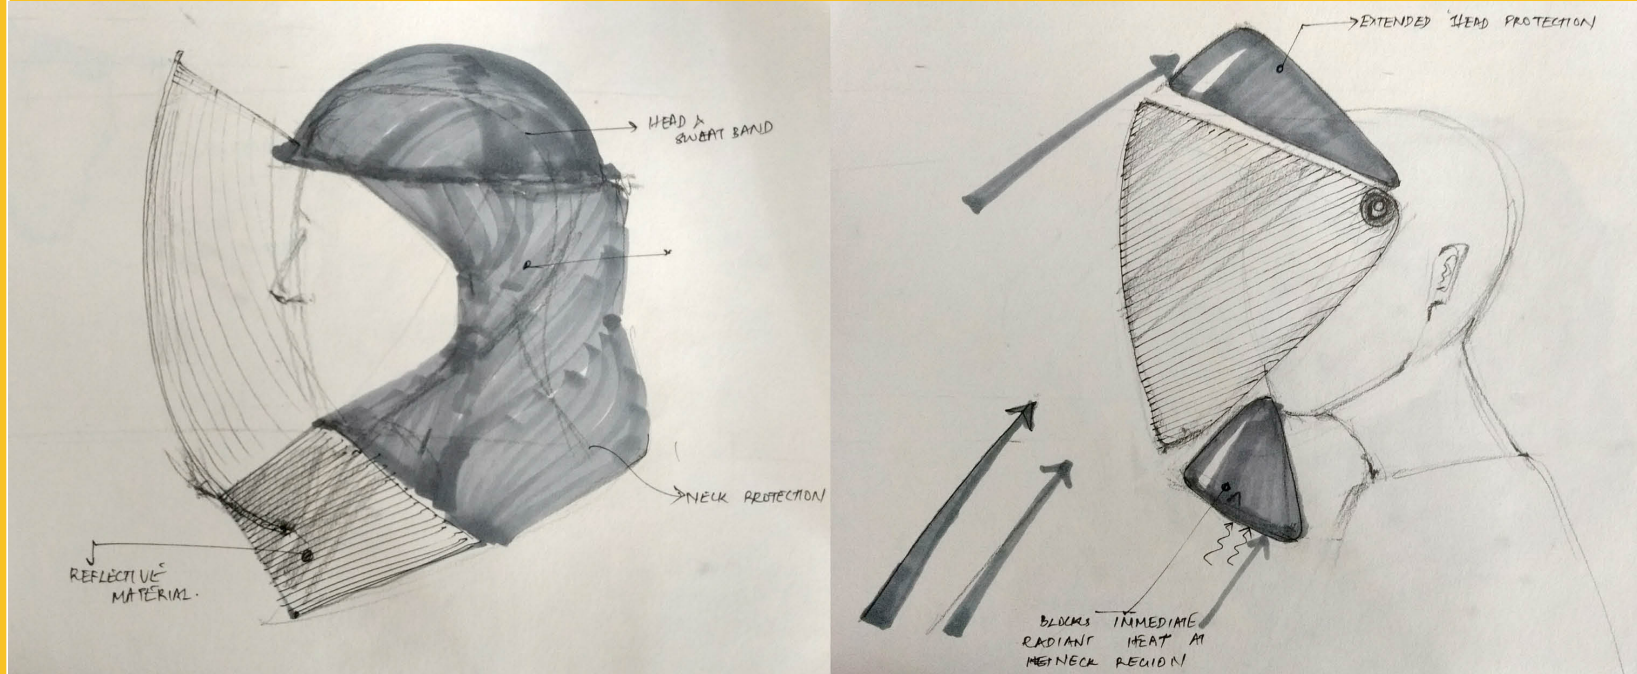 HEAD &
SWEAT BAND
NECK PROTECTION
REFLECTIVE
MATERIAL.
EXTENDED HEAD PROTECTION
BLOCKS IMMEDIATE
RADIANT HEAT AT
NECK REGION